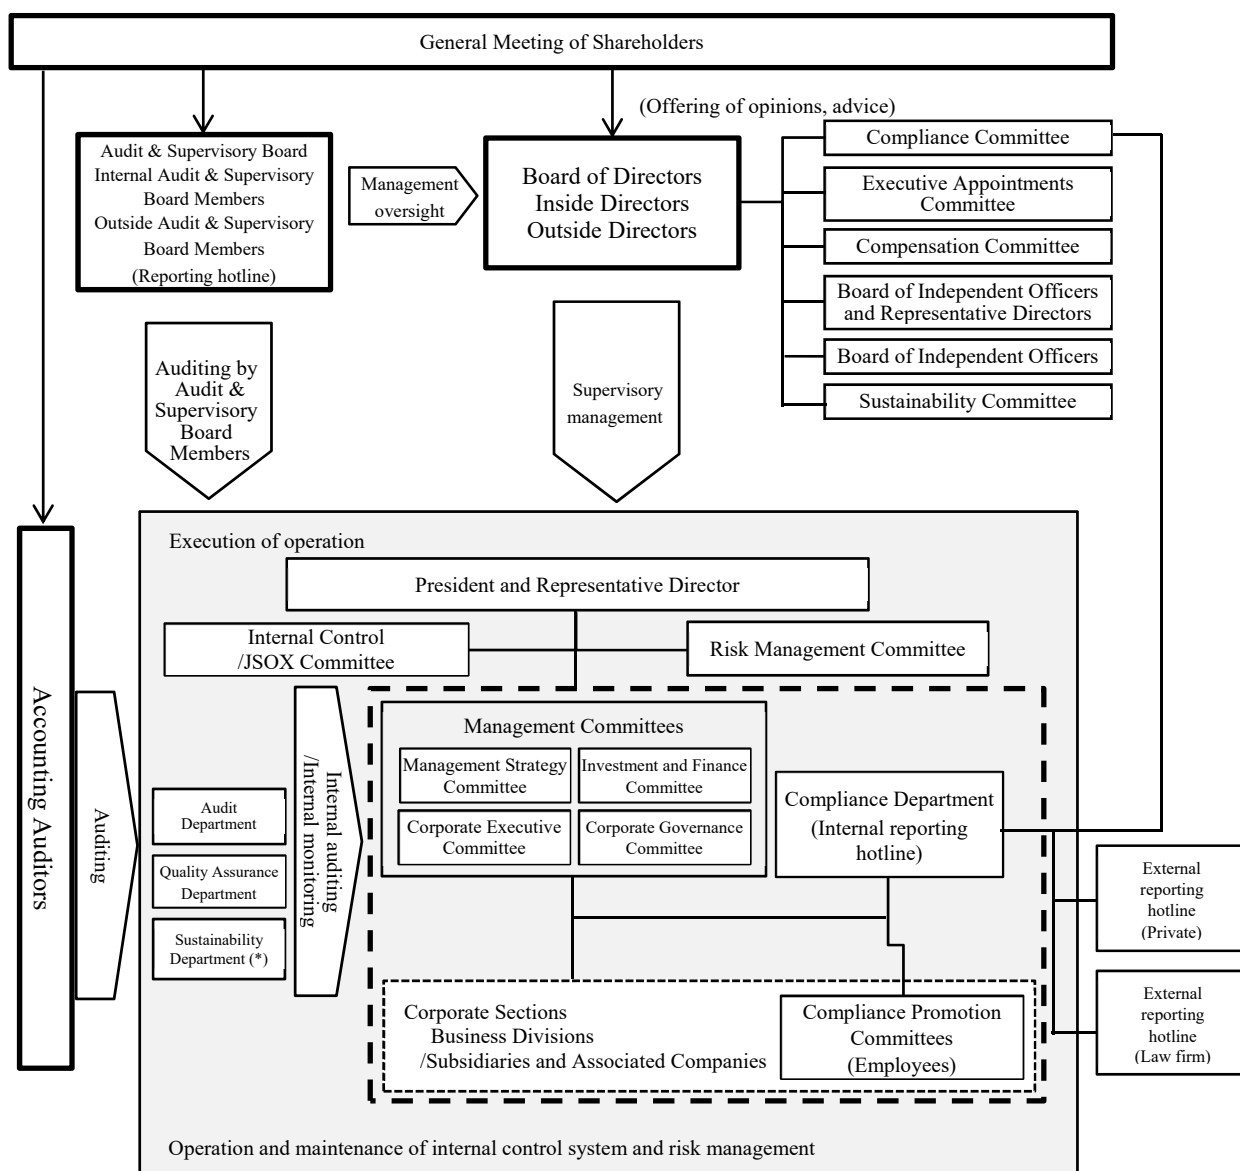 General Meeting of Shareholders
(Offering of opinions, advice)
Audit & Supervisory Board
Internal Audit & Supervisory
Board Members
Outside Audit & Supervisory
Board Members
(Reporting hotline)
Management
oversight
Board of Directors
Inside Directors
Outside Directors
Compliance Committee
Executive Appointments
Committee
Compensation Committee
Board of Independent Officers
and Representative Directors
Board of Independent Officers
Sustainability Committee
Auditing by
Audit &
Supervisory
Board
Members
Supervisory
management
Execution of operation
President and Representative Director
Internal Control
/JSOX Committee
Risk Management Committee
Accounting Auditors
Auditing
Audit
Department
Quality Assurance
Department
Sustainability
Department (*)
Internal auditing
/Internal monitoring
Management Committees
Management Strategy
Committee
Investment and Finance
Committee
Corporate Executive
Committee
Corporate Governance
Committee
Compliance Department
(Internal reporting
hotline)
External
reporting
hotline
(Private)
External
reporting
hotline
(Law firm)
Corporate Sections
Business Divisions
/Subsidiaries and Associated Companies
Compliance Promotion
Committees
(Employees)
Operation and maintenance of internal control system and risk management